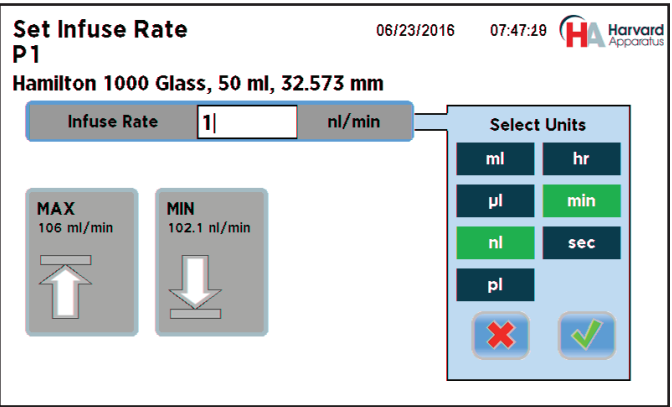 Set Infuse Rate
06/23/2016 07:47:28
Harvard
Apparatus
P1
Hamilton 1000 Glass, 50 ml, 32.573 mm
Infuse Rate 1 nl/min
Select Units
ml hr
µl min
nl sec
pl
MAX
106 ml/min
MIN
102.1 nl/min